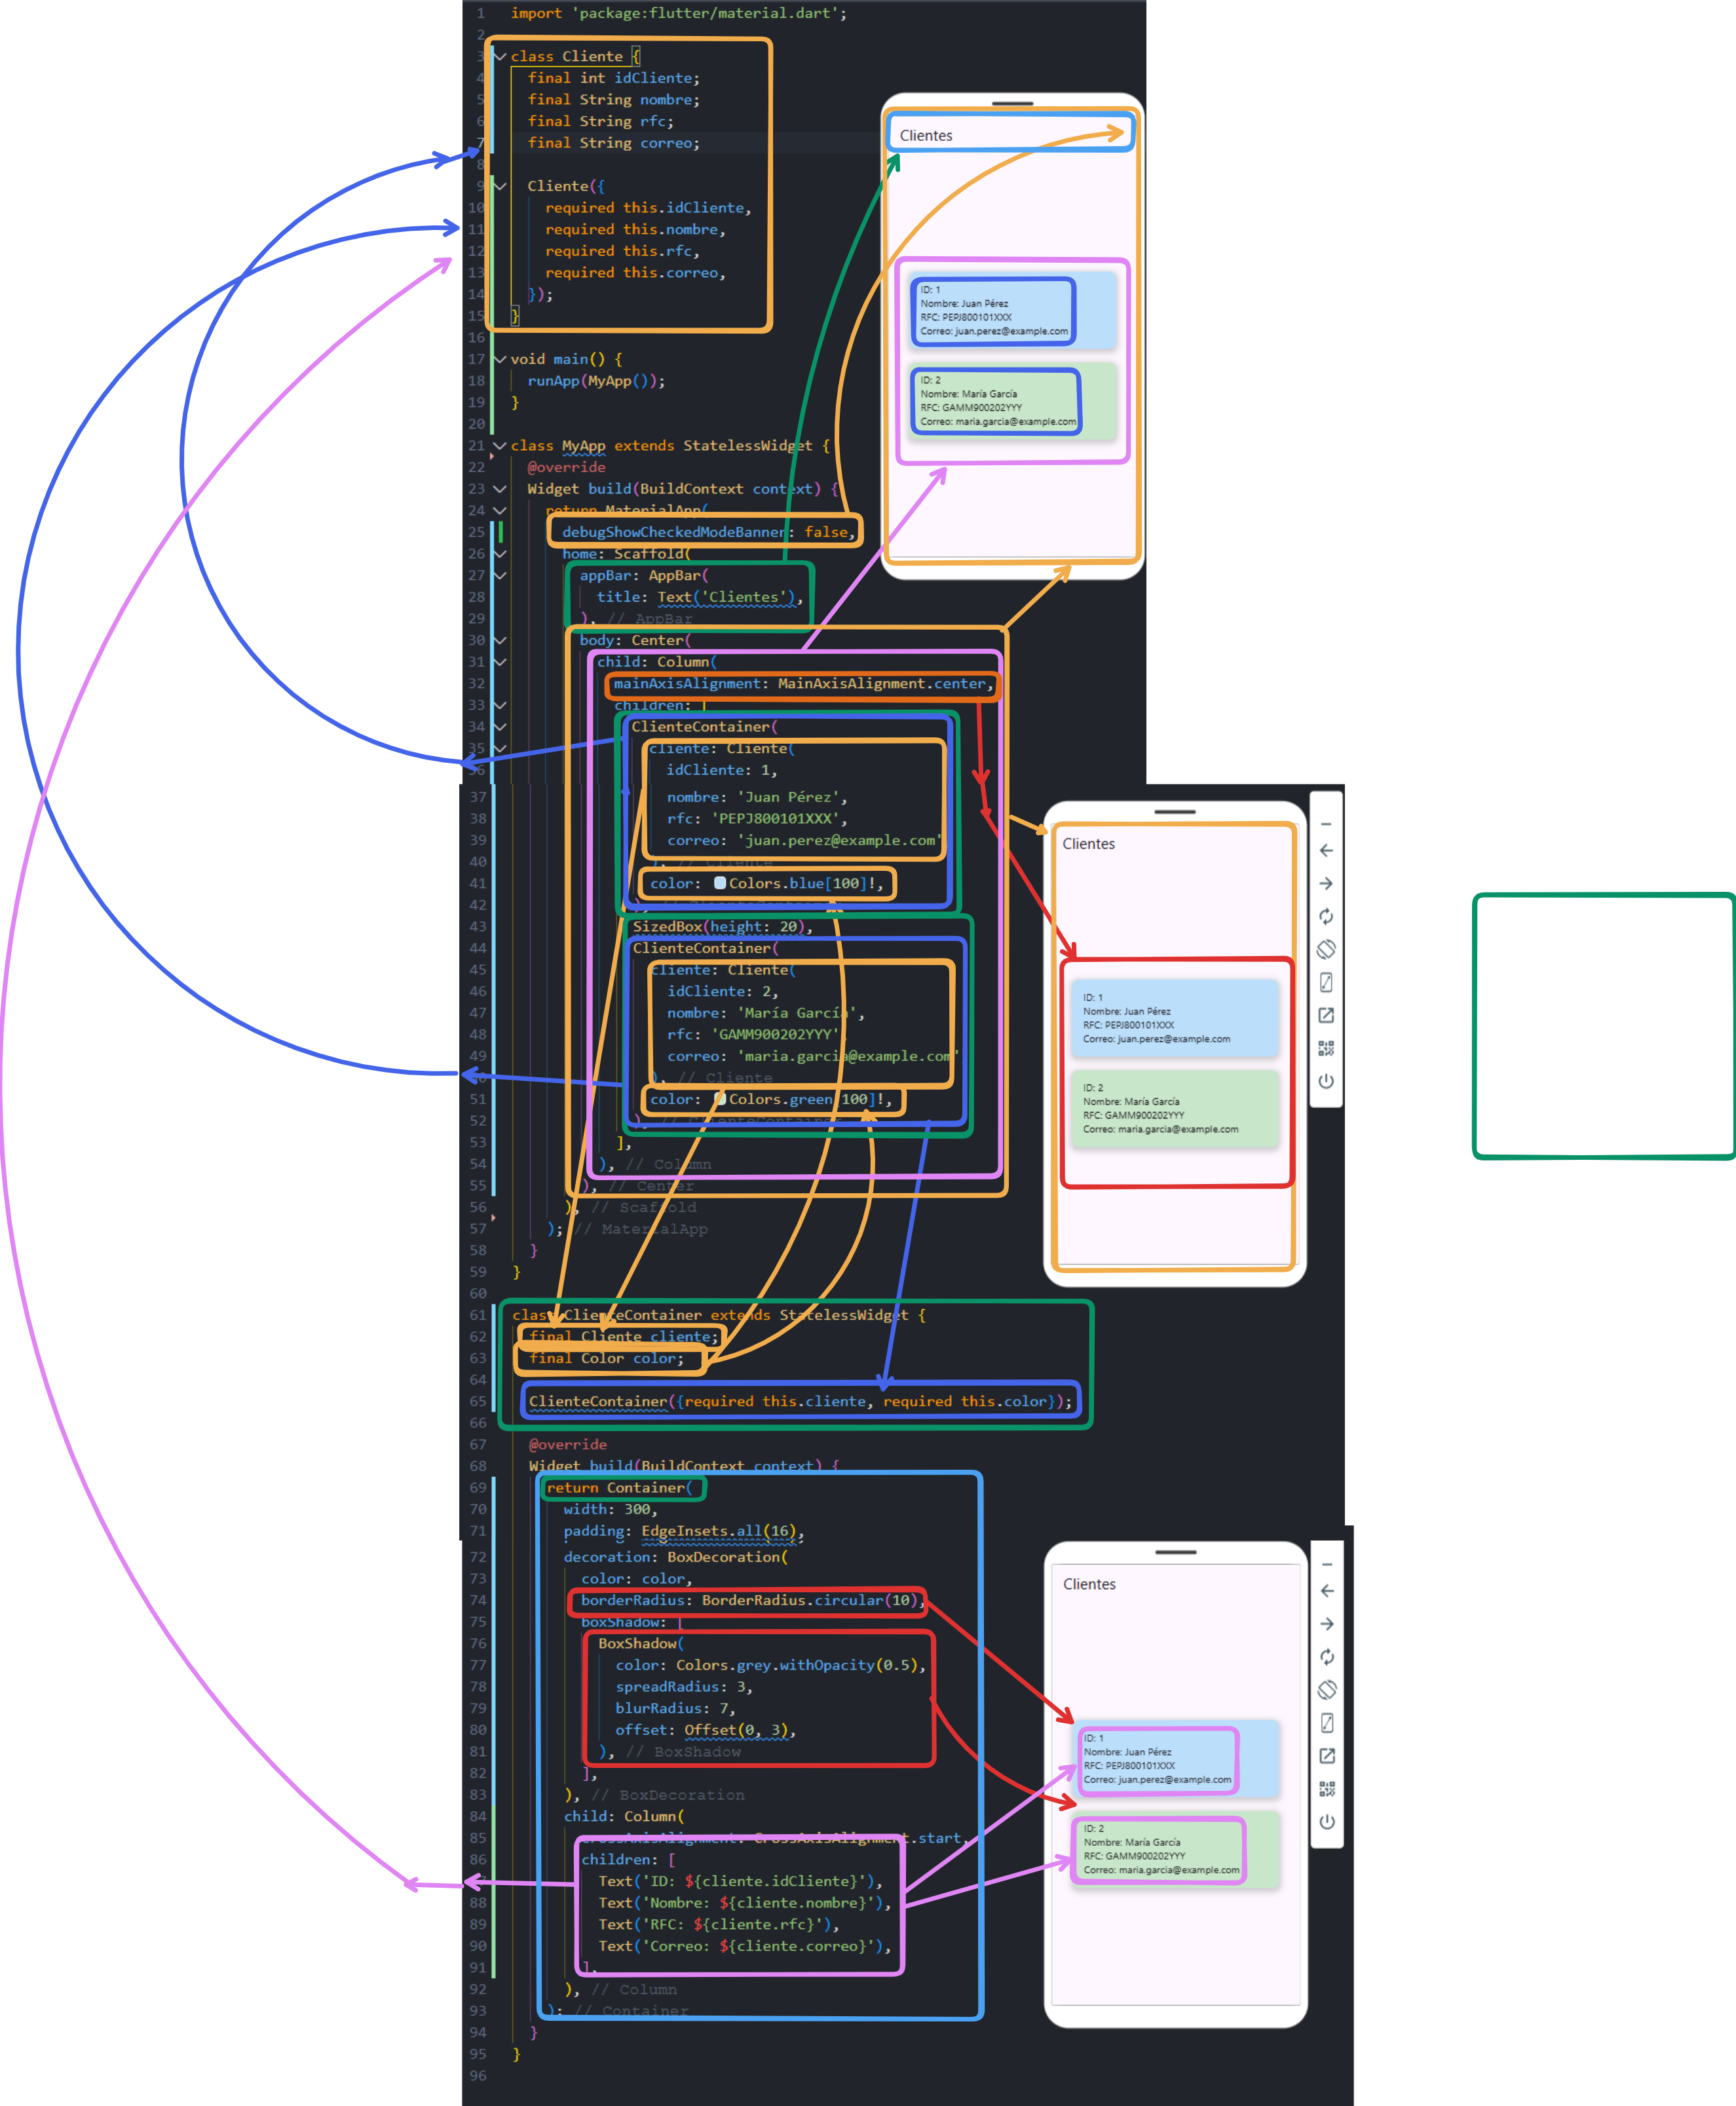 1 import 'package:flutter/material.dart';
2
3 class Cliente {
4 final int idCliente;
5 final String nombre;
6 final String rfc;
7 final String correo;
8
9 Cliente({
10 required this.idCliente,
11 required this.nombre,
12 required this.rfc,
13 required this.correo,
14 });
15 }
16
17 void main() {
18 runApp(MyApp());
19 }
20
21 class MyApp extends StatelessWidget {
22 @override
23 Widget build(BuildContext context) {
24 return MaterialApp(
25 debugShowCheckedModeBanner: false,
26 home: Scaffold(
27 appBar: AppBar(
28 title: Text('Clientes'),
29 ), // AppBar
30 body: Center(
31 child: Column(
32 mainAxisAlignment: MainAxisAlignment.center,
33 children: [
34 ClienteContainer(
35 cliente: Cliente(
36 idCliente: 1,
37 nombre: 'Juan Pérez',
38 rfc: 'PEPJ800101XXX',
39 correo: 'juan.perez@example.com'
40 ), // Cliente
41 color: Colors.blue[100]!,
42 ), // ClienteContainer
43 SizedBox(height: 20),
44 ClienteContainer(
45 cliente: Cliente(
46 idCliente: 2,
47 nombre: 'María García',
48 rfc: 'GAMM900202YYY',
49 correo: 'maria.garcia@example.com'
), // Cliente
51 color: Colors.green[100]!,
52 ), // ClienteContainer
53 ],
54 ), // Column
55 ), // Center
56 ), // Scaffold
57 ); // MaterialApp
58 }
59 }
60
61 class ClienteContainer extends StatelessWidget {
62 final Cliente cliente;
63 final Color color;
64
65 ClienteContainer({required this.cliente, required this.color});
66
67 @override
68 Widget build(BuildContext context) {
69 return Container(
70 width: 300,
71 padding: EdgeInsets.all(16),
72 decoration: BoxDecoration(
73 color: color,
74 borderRadius: BorderRadius.circular(10),
75 boxShadow: [
76 BoxShadow(
77 color: Colors.grey.withOpacity(0.5),
78 spreadRadius: 3,
79 blurRadius: 7,
80 offset: Offset(0, 3),
81 ), // BoxShadow
82 ],
83 ), // BoxDecoration
84 child: Column(
85 crossAxisAlignment: CrossAxisAlignment.start,
86 children: [
Text('ID: ${cliente.idCliente}'),
88 Text('Nombre: ${cliente.nombre}'),
89 Text('RFC: ${cliente.rfc}'),
90 Text('Correo: ${cliente.correo}'),
91 ],
92 ), // Column
93 ); // Container
94 }
95 }
96
Clientes
ID: 1
Nombre: Juan Pérez
RFC: PEPJ800101XXX
Correo: juan.perez@example.com
ID: 2
Nombre: María García
RFC: GAMM900202YYY
Correo: maria.garcia@example.com
Clientes
ID: 1
Nombre: Juan Pérez
RFC: PEPJ800101XXX
Correo: juan.perez@example.com
ID: 2
Nombre: María García
RFC: GAMM900202YYY
Correo: maria.garcia@example.com
Clientes
ID: 1
Nombre: Juan Pérez
RFC: PEPJ800101XXX
Correo: juan.perez@example.com
ID: 2
Nombre: María García
RFC: GAMM900202YYY
Correo: maria.garcia@example.com